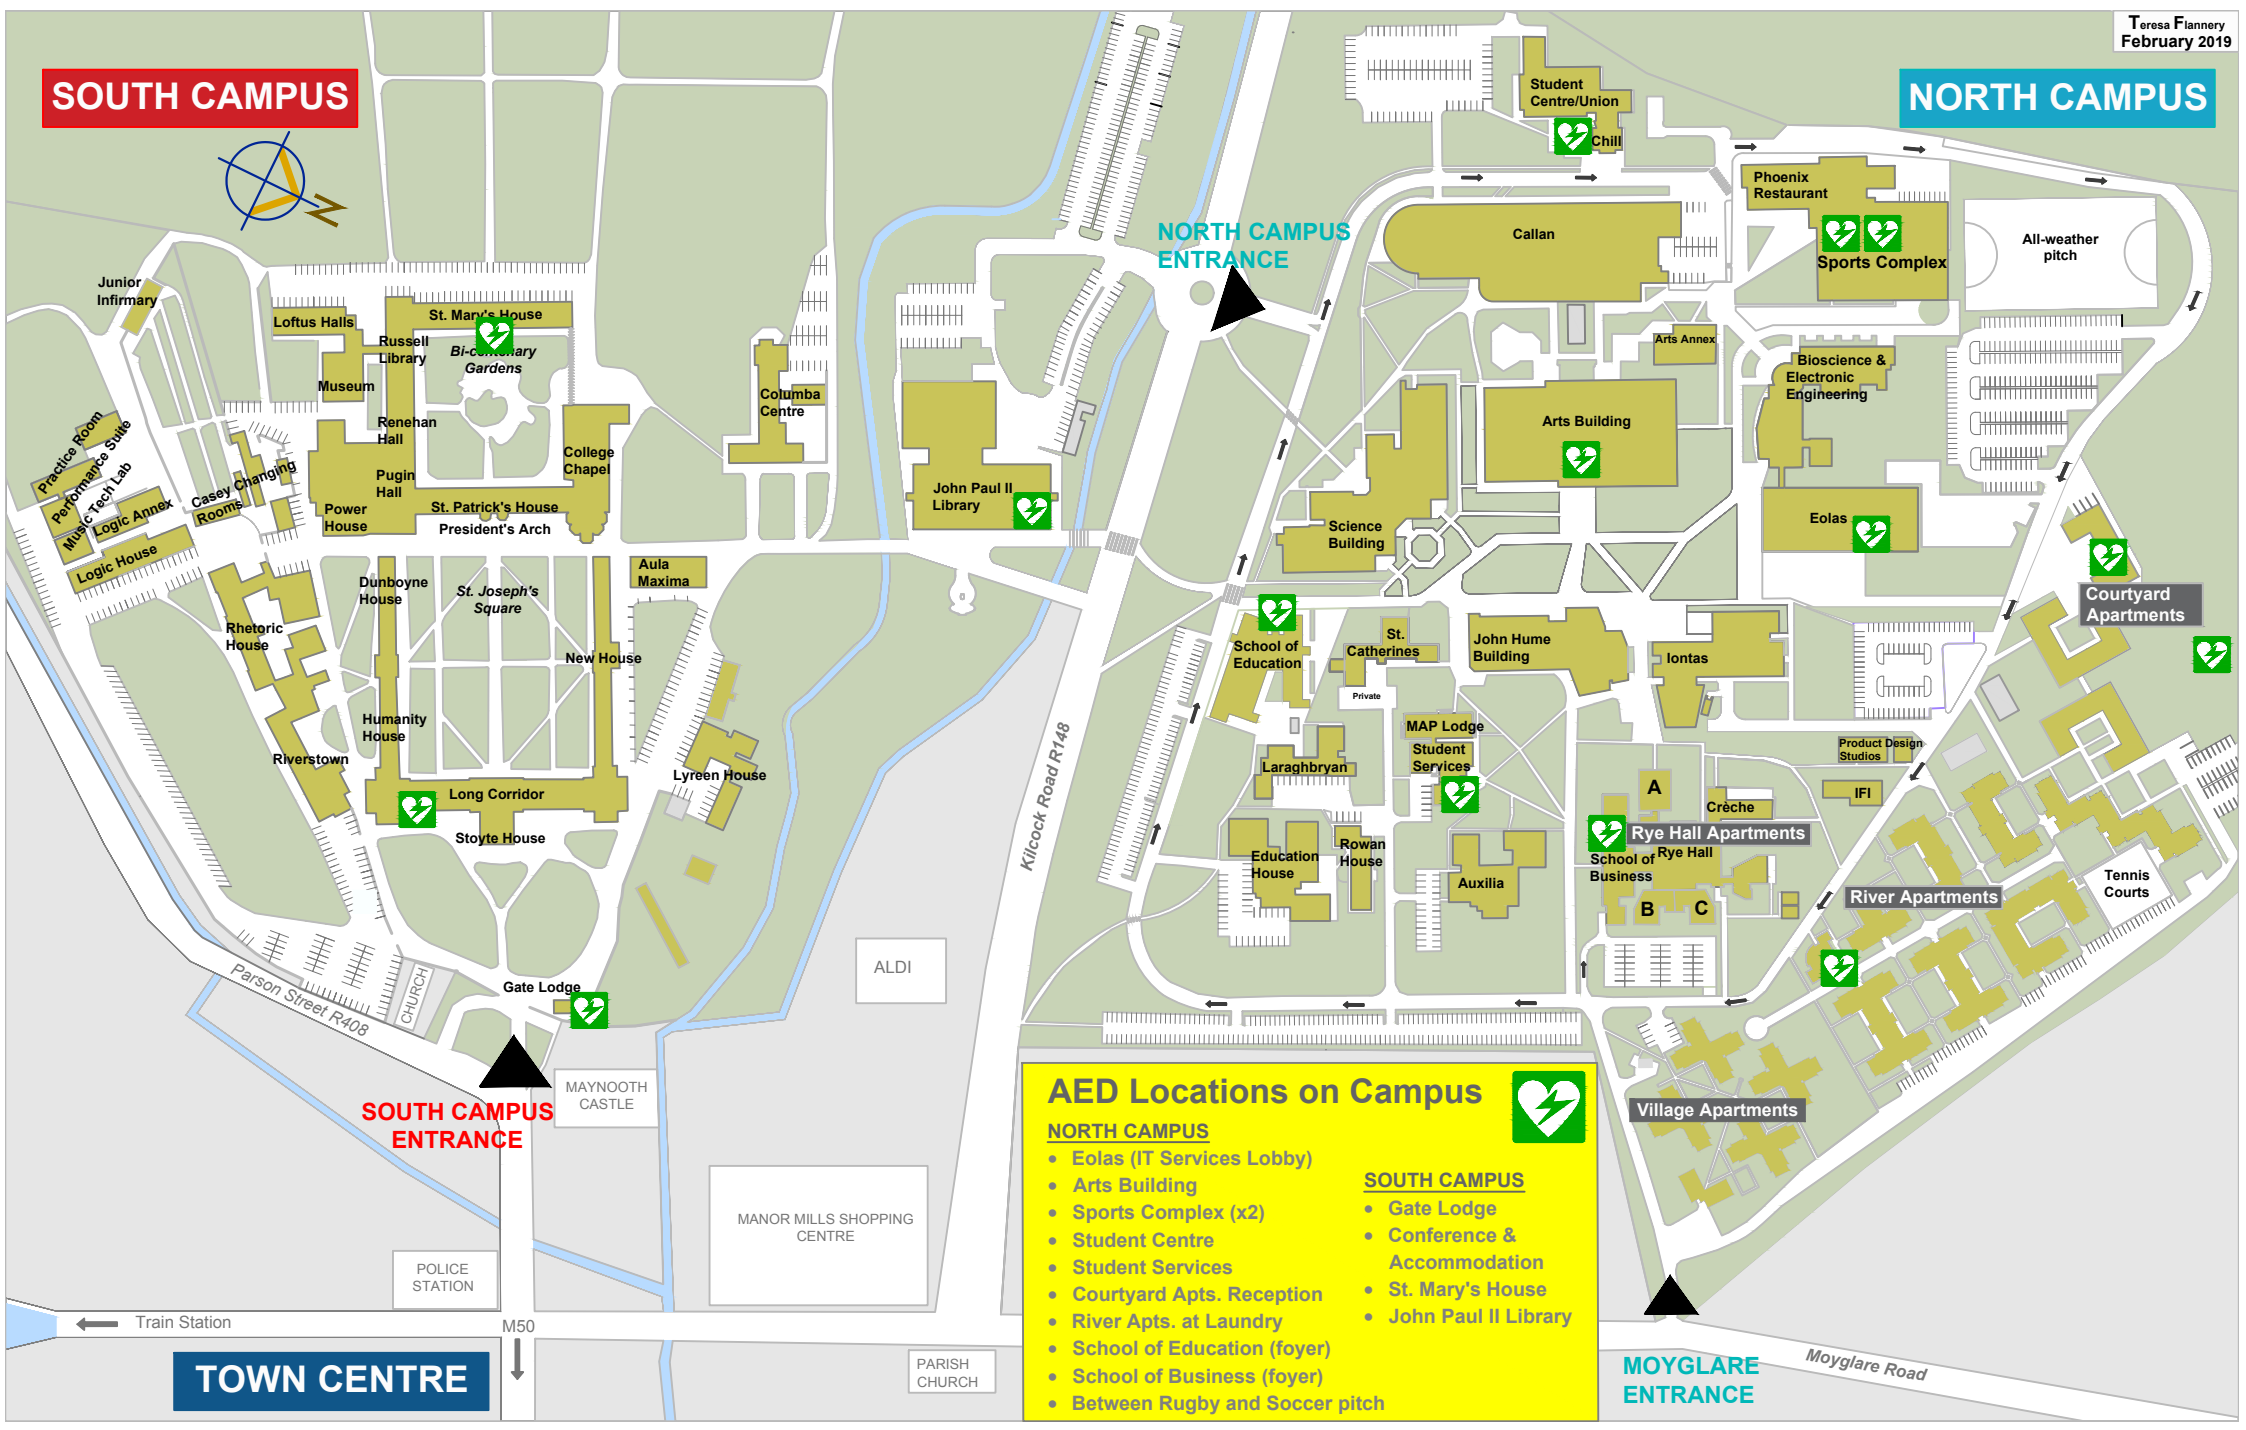 Teresa Flannery
February 2019
SOUTH CAMPUS
NORTH CAMPUS
N
Student
Centre/Union
Chill
Phoenix
Restaurant
Sports Complex
All-weather
pitch
Callan
NORTH CAMPUS
ENTRANCE
Junior
Infirmary
Loftus Halls
St. Mary's House
Russell
Library
Bi-centenary
Gardens
Museum
Renehan
Hall
Columba
Centre
College
Chapel
Pugin
Hall
Practice Room
Performance Suite
Music Tech Lab
Logic Annex
Logic House
Casey Changing
Rooms
Power
House
St. Patrick's House
President's Arch
John Paul II
Library
Arts Annex
Bioscience &
Electronic
Engineering
Arts Building
Science
Building
Eolas
Courtyard
Apartments
Dunboyne
House
St. Joseph's
Square
Aula
Maxima
Rhetoric
House
New House
Humanity
House
Riverstown
Long Corridor
Stoyte House
Lyreen House
School of
Education
St.
Catherines
Private
John Hume
Building
Iontas
MAP Lodge
Student
Services
Laraghbryan
Product Design
Studios
IFI
A
Crèche
Rye Hall Apartments
Rye Hall
School of
Business
B
C
Education
House
Rowan
House
Auxilia
River Apartments
Tennis
Courts
Village Apartments
Kilcock Road R148
Parson Street R408
CHURCH
Gate Lodge
ALDI
SOUTH CAMPUS
ENTRANCE
MAYNOOTH
CASTLE
MANOR MILLS SHOPPING
CENTRE
POLICE
STATION
Train Station
M50
TOWN CENTRE
PARISH
CHURCH
AED Locations on Campus
NORTH CAMPUS
• Eolas (IT Services Lobby)
• Arts Building
• Sports Complex (x2)
• Student Centre
• Student Services
• Courtyard Apts. Reception
• River Apts. at Laundry
• School of Education (foyer)
• School of Business (foyer)
• Between Rugby and Soccer pitch
SOUTH CAMPUS
• Gate Lodge
• Conference &
Accommodation
• St. Mary's House
• John Paul II Library
MOYGLARE
ENTRANCE
Moyglare Road